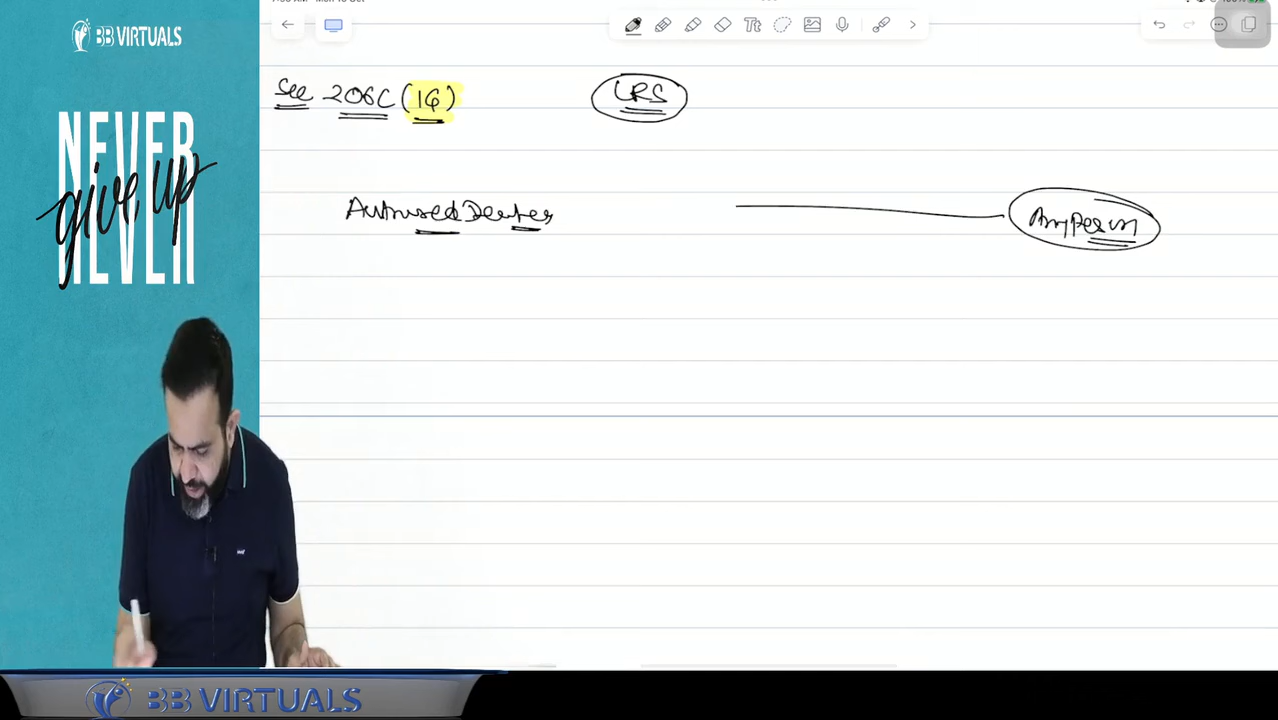 BB VIRTUALS
NEVER
give up
NEVER
Sec 206C (1G)
LRS
Authorised Dealer
Any Person
BB VIRTUALS